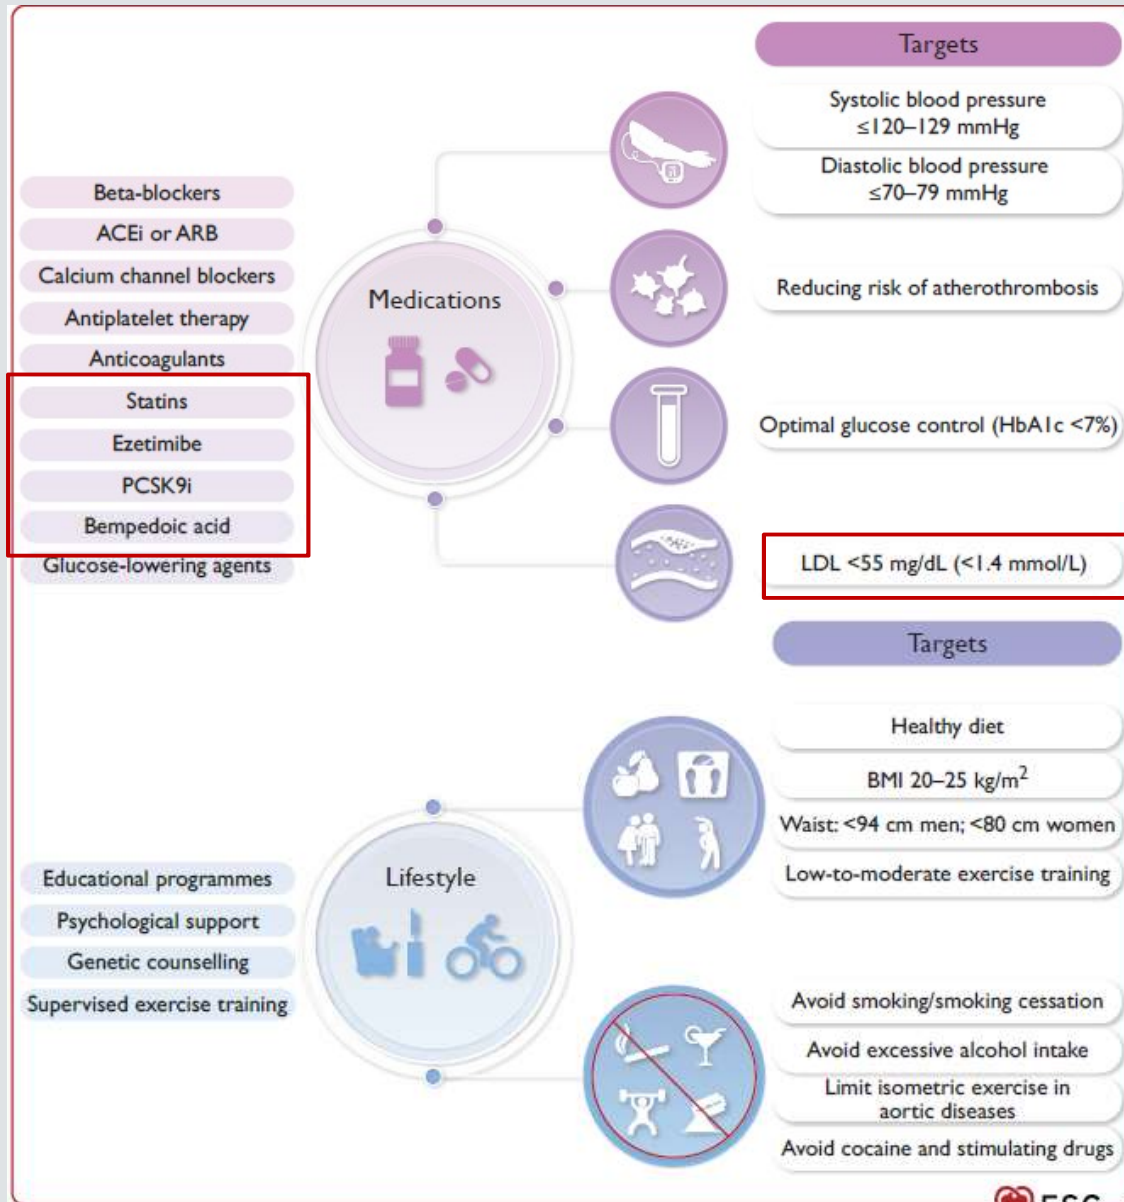 Targets
Systolic blood pressure
≤120–129 mmHg
Diastolic blood pressure
≤70–79 mmHg
Beta-blockers
ACEi or ARB
Calcium channel blockers
Antiplatelet therapy
Anticoagulants
Statins
Ezetimibe
PCSK9i
Bempedoic acid
Glucose-lowering agents
Medications
Reducing risk of atherothrombosis
Optimal glucose control (HbA1c <7%)
LDL <55 mg/dL (<1.4 mmol/L)
Targets
Healthy diet
BMI 20–25 kg/m²
Waist: <94 cm men; <80 cm women
Low-to-moderate exercise training
Educational programmes
Psychological support
Genetic counselling
Supervised exercise training
Lifestyle
Avoid smoking/smoking cessation
Avoid excessive alcohol intake
Limit isometric exercise in
aortic diseases
Avoid cocaine and stimulating drugs
ESC